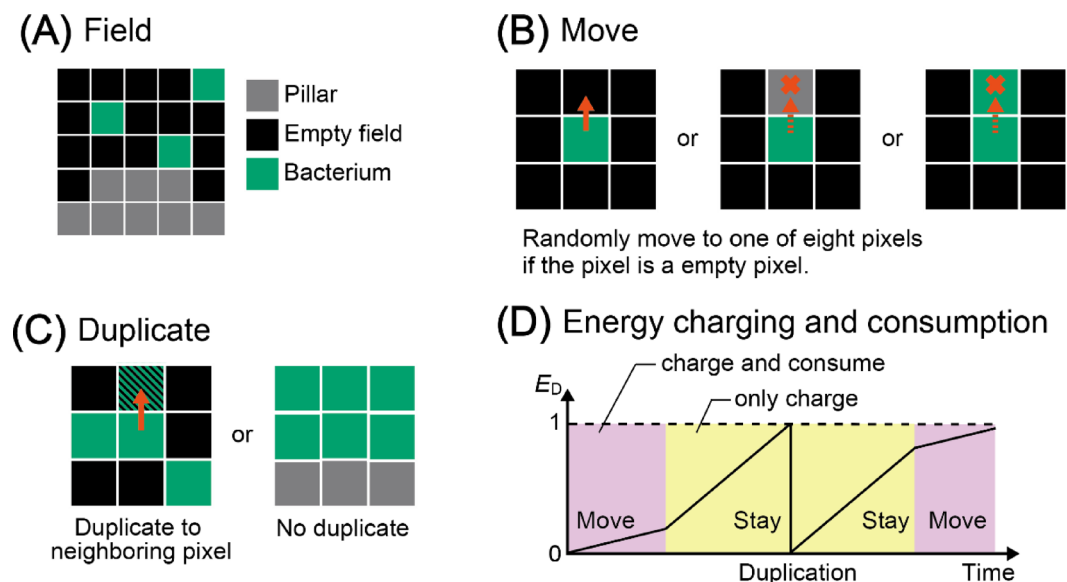 (A) Field
Pillar
Empty field
Bacterium
(B) Move
or
or
Randomly move to one of eight pixels
if the pixel is a empty pixel.
(C) Duplicate
or
Duplicate to
neighboring pixel
No duplicate
(D) Energy charging and consumption
charge and consume
only charge
E_D
1
0
Move
Stay
Stay
Move
Duplication
Time